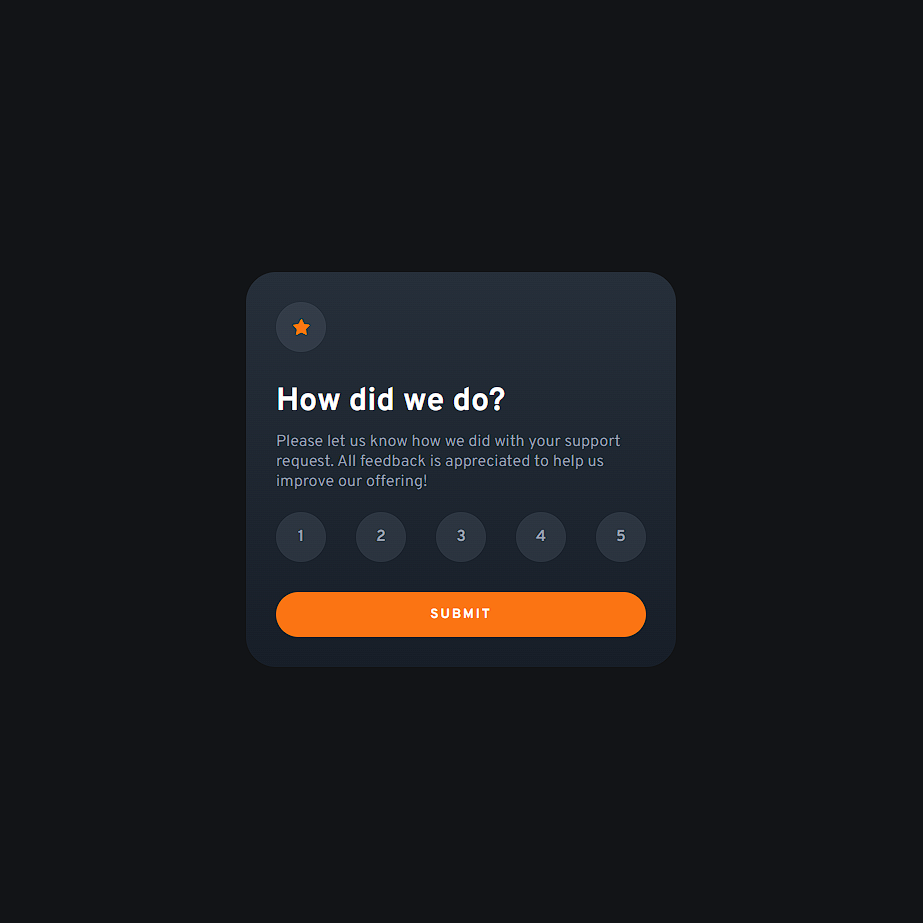 How did we do?
Please let us know how we did with your support
request. All feedback is appreciated to help us
improve our offering!
1 2 3 4 5
SUBMIT